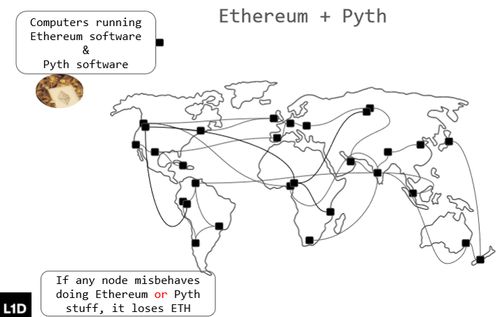 Ethereum + Pyth
Computers running
Ethereum software
&
Pyth software
If any node misbehaves
doing Ethereum or Pyth
stuff, it loses ETH
L1D